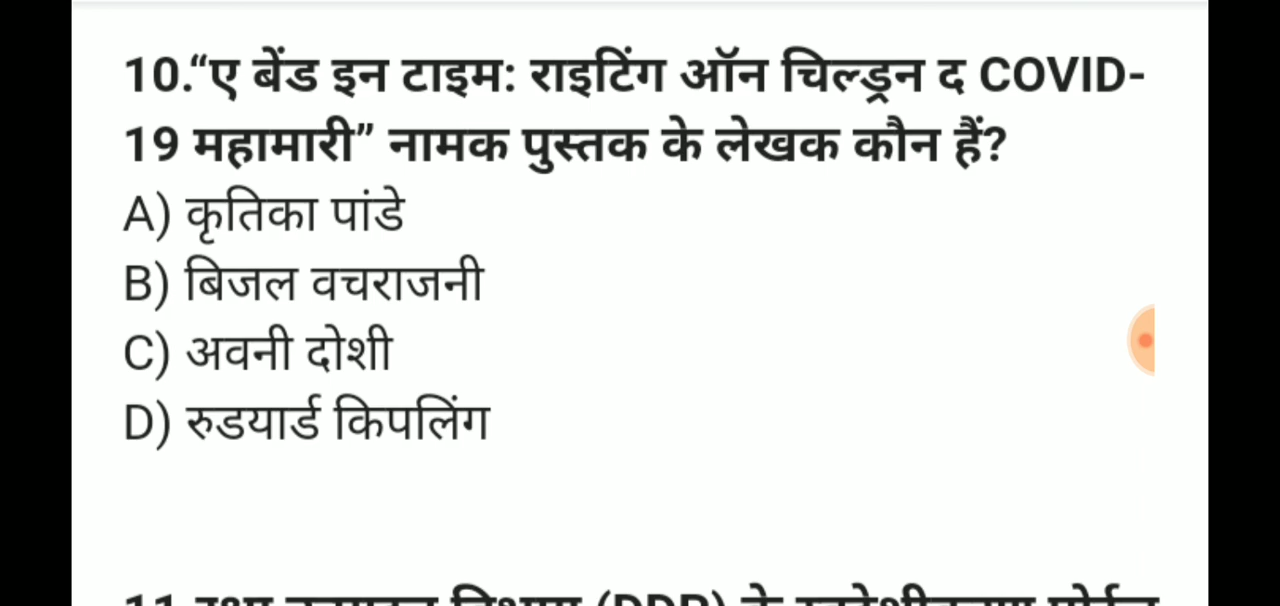 10.“ए बेंड इन टाइम: राइटिंग ऑन चिल्ड्रन द COVID-
19 महामारी” नामक पुस्तक के लेखक कौन हैं?
A) कृतिका पांडे
B) बिजल वचराजनी
C) अवनी दोशी
D) रुडयार्ड किपलिंग